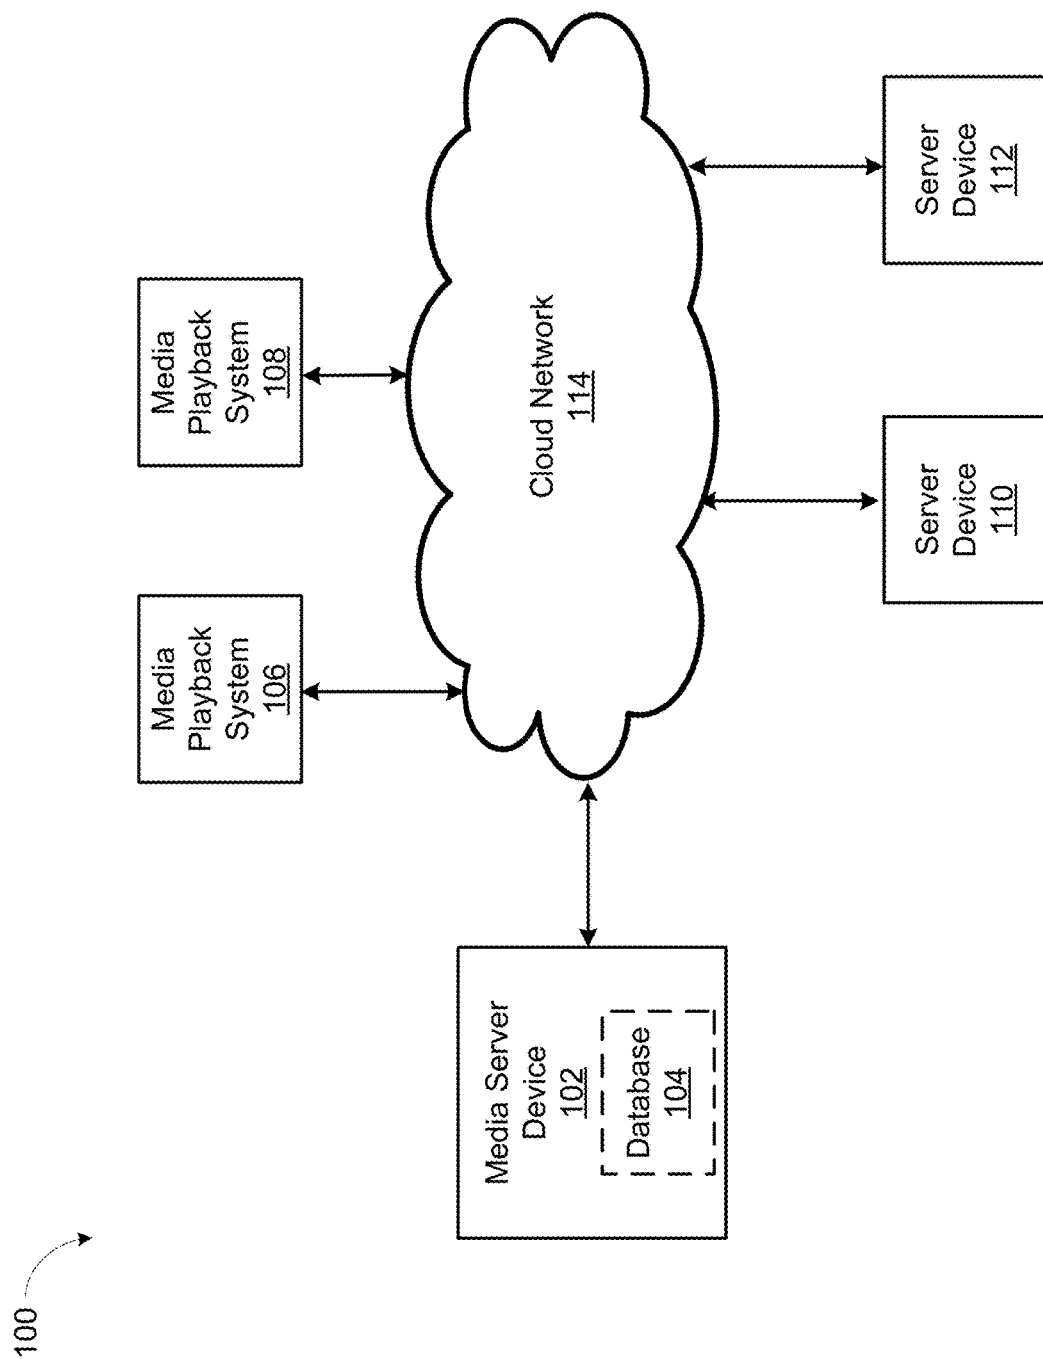 100
Media Server
Device
102
Database
104
Media
Playback
System
106
Media
Playback
System
108
Cloud Network
114
Server
Device
110
Server
Device
112